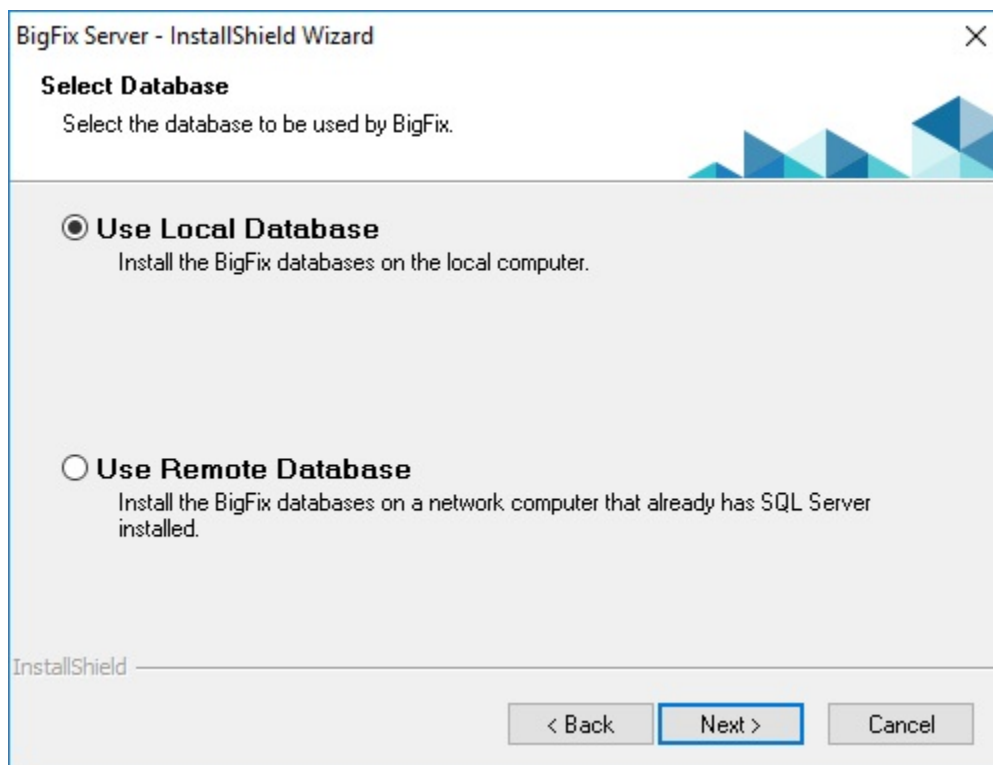 BigFix Server - InstallShield Wizard
Select Database
Select the database to be used by BigFix.
Use Local Database
Install the BigFix databases on the local computer.
Use Remote Database
Install the BigFix databases on a network computer that already has SQL Server
installed.
InstallShield
< Back
Next >
Cancel